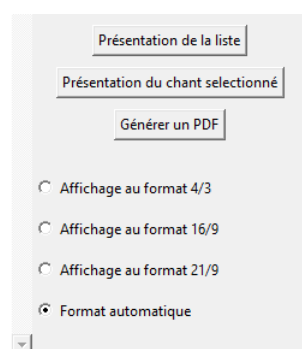 Présentation de la liste
Présentation du chant selectionné
Générer un PDF
Affichage au format 4/3
Affichage au format 16/9
Affichage au format 21/9
Format automatique